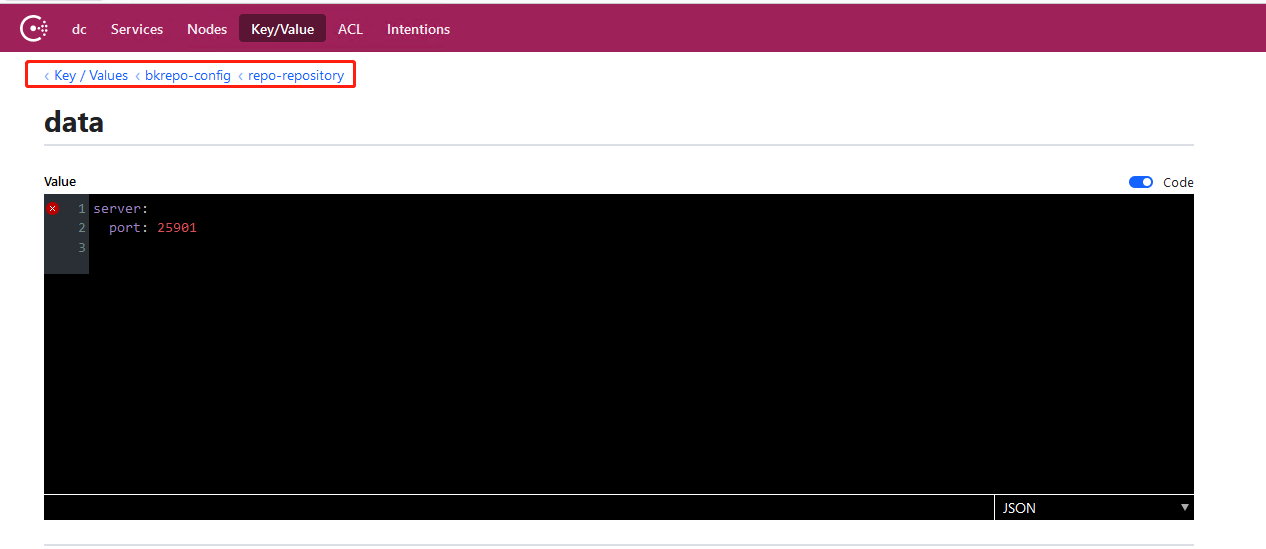 dc Services Nodes Key/Value ACL Intentions
‹ Key / Values ‹ bkrepo-config ‹ repo-repository
data
Value Code
1 server:
2   port: 25901
3
JSON